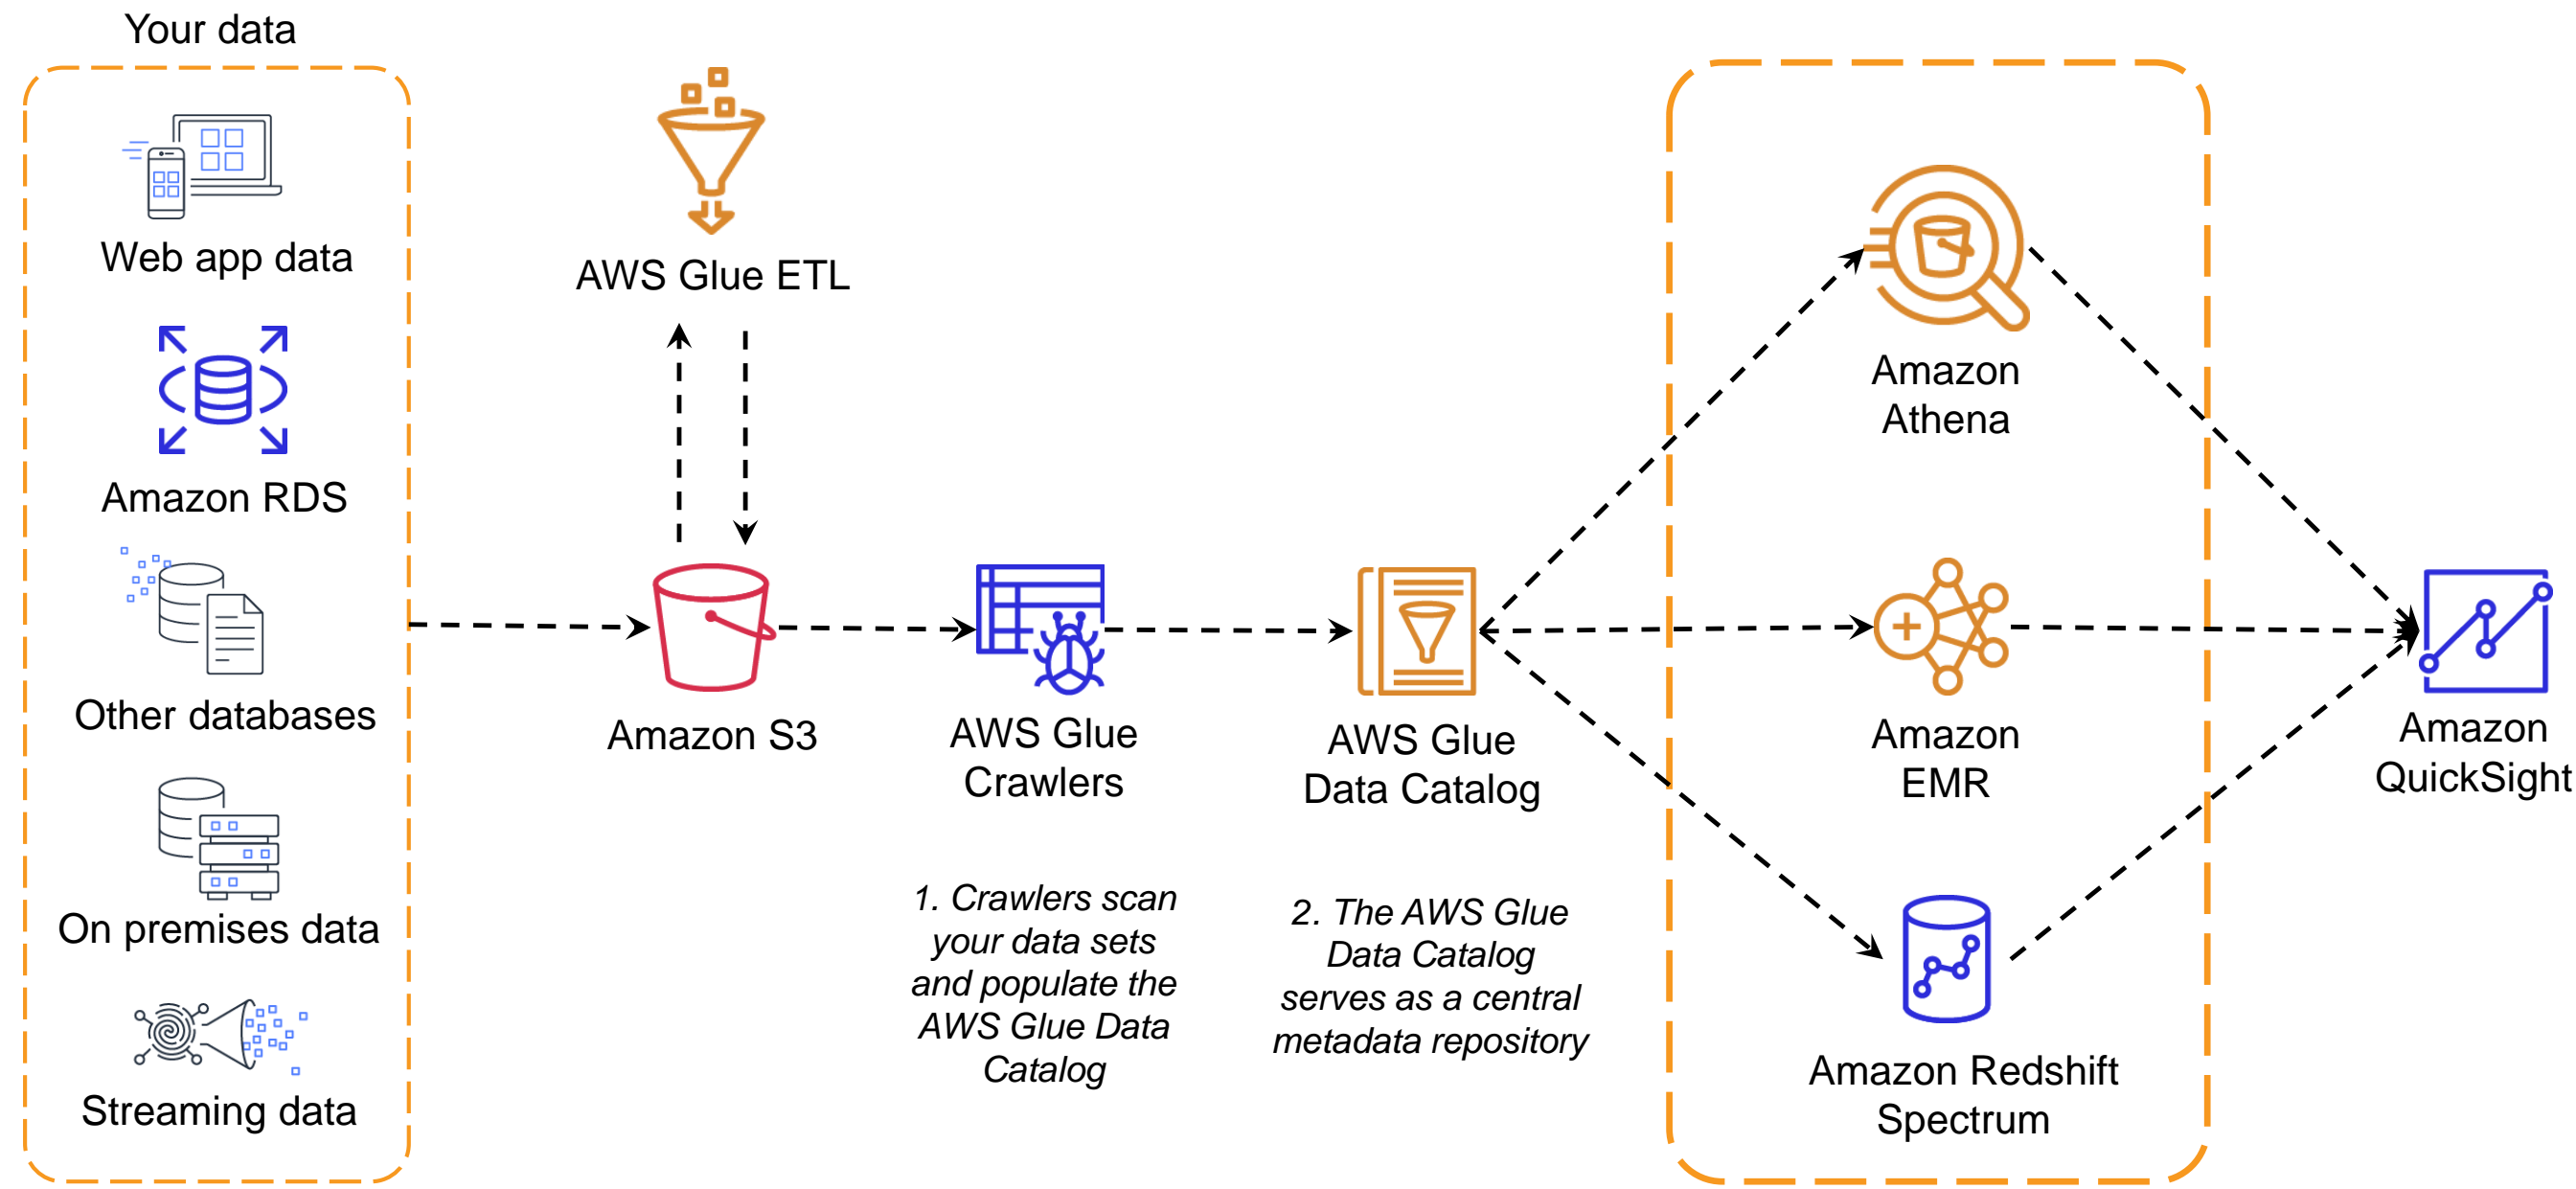 Your data
Web app data
Amazon RDS
Other databases
On premises data
Streaming data
AWS Glue ETL
Amazon S3
AWS Glue
Crawlers
1. Crawlers scan
your data sets
and populate the
AWS Glue Data
Catalog
AWS Glue
Data Catalog
2. The AWS Glue
Data Catalog
serves as a central
metadata repository
Amazon
Athena
Amazon
EMR
Amazon Redshift
Spectrum
Amazon
QuickSight